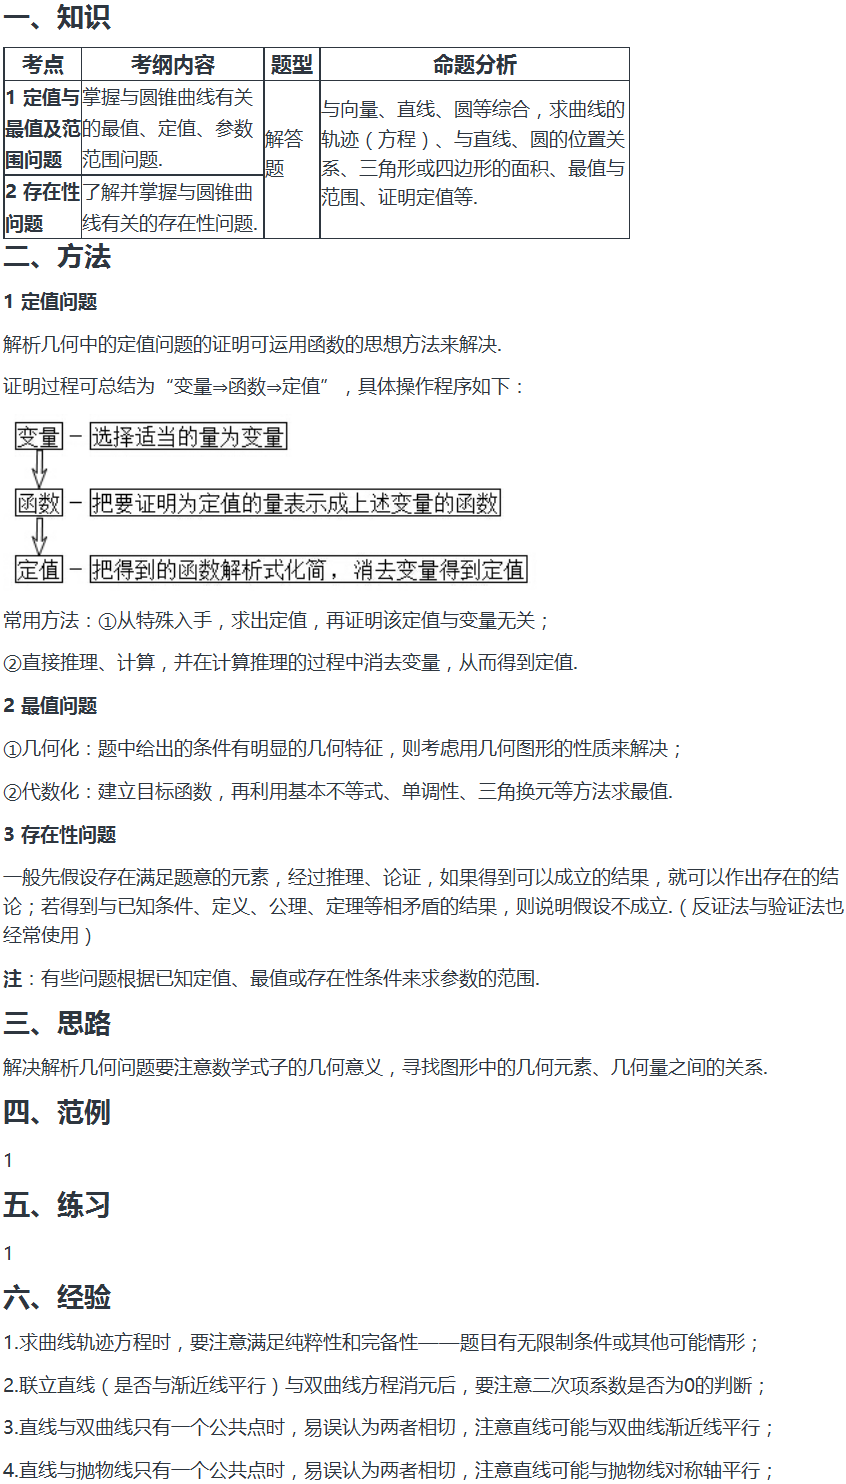 一、知识
考点 考纲内容 题型 命题分析
1 定值与最值及范围问题
掌握与圆锥曲线有关的最值、定值、参数范围问题.
解答题
与向量、直线、圆等综合，求曲线的轨迹（方程）、与直线、圆的位置关系、三角形或四边形的面积、最值与范围、证明定值等.
2 存在性问题
了解并掌握与圆锥曲线有关的存在性问题.
二、方法
1 定值问题
解析几何中的定值问题的证明可运用函数的思想方法来解决.
证明过程可总结为“变量⇒函数⇒定值”，具体操作程序如下：
变量 – 选择适当的量为变量
函数 – 把要证明为定值的量表示成上述变量的函数
定值 – 把得到的函数解析式化简，消去变量得到定值
常用方法：①从特殊入手，求出定值，再证明该定值与变量无关；
②直接推理、计算，并在计算推理的过程中消去变量，从而得到定值.
2 最值问题
①几何化：题中给出的条件有明显的几何特征，则考虑用几何图形的性质来解决；
②代数化：建立目标函数，再利用基本不等式、单调性、三角换元等方法求最值.
3 存在性问题
一般先假设存在满足题意的元素，经过推理、论证，如果得到可以成立的结果，就可以作出存在的结
论；若得到与已知条件、定义、公理、定理等相矛盾的结果，则说明假设不成立.（反证法与验证法也
经常使用）
注：有些问题根据已知定值、最值或存在性条件来求参数的范围.
三、思路
解决解析几何问题要注意数学式子的几何意义，寻找图形中的几何元素、几何量之间的关系.
四、范例
1
五、练习
1
六、经验
1.求曲线轨迹方程时，要注意满足纯粹性和完备性——题目有无限制条件或其他可能情形；
2.联立直线（是否与渐近线平行）与双曲线方程消元后，要注意二次项系数是否为0的判断；
3.直线与双曲线只有一个公共点时，易误认为两者相切，注意直线可能与双曲线渐近线平行；
4.直线与抛物线只有一个公共点时，易误认为两者相切，注意直线可能与抛物线对称轴平行；